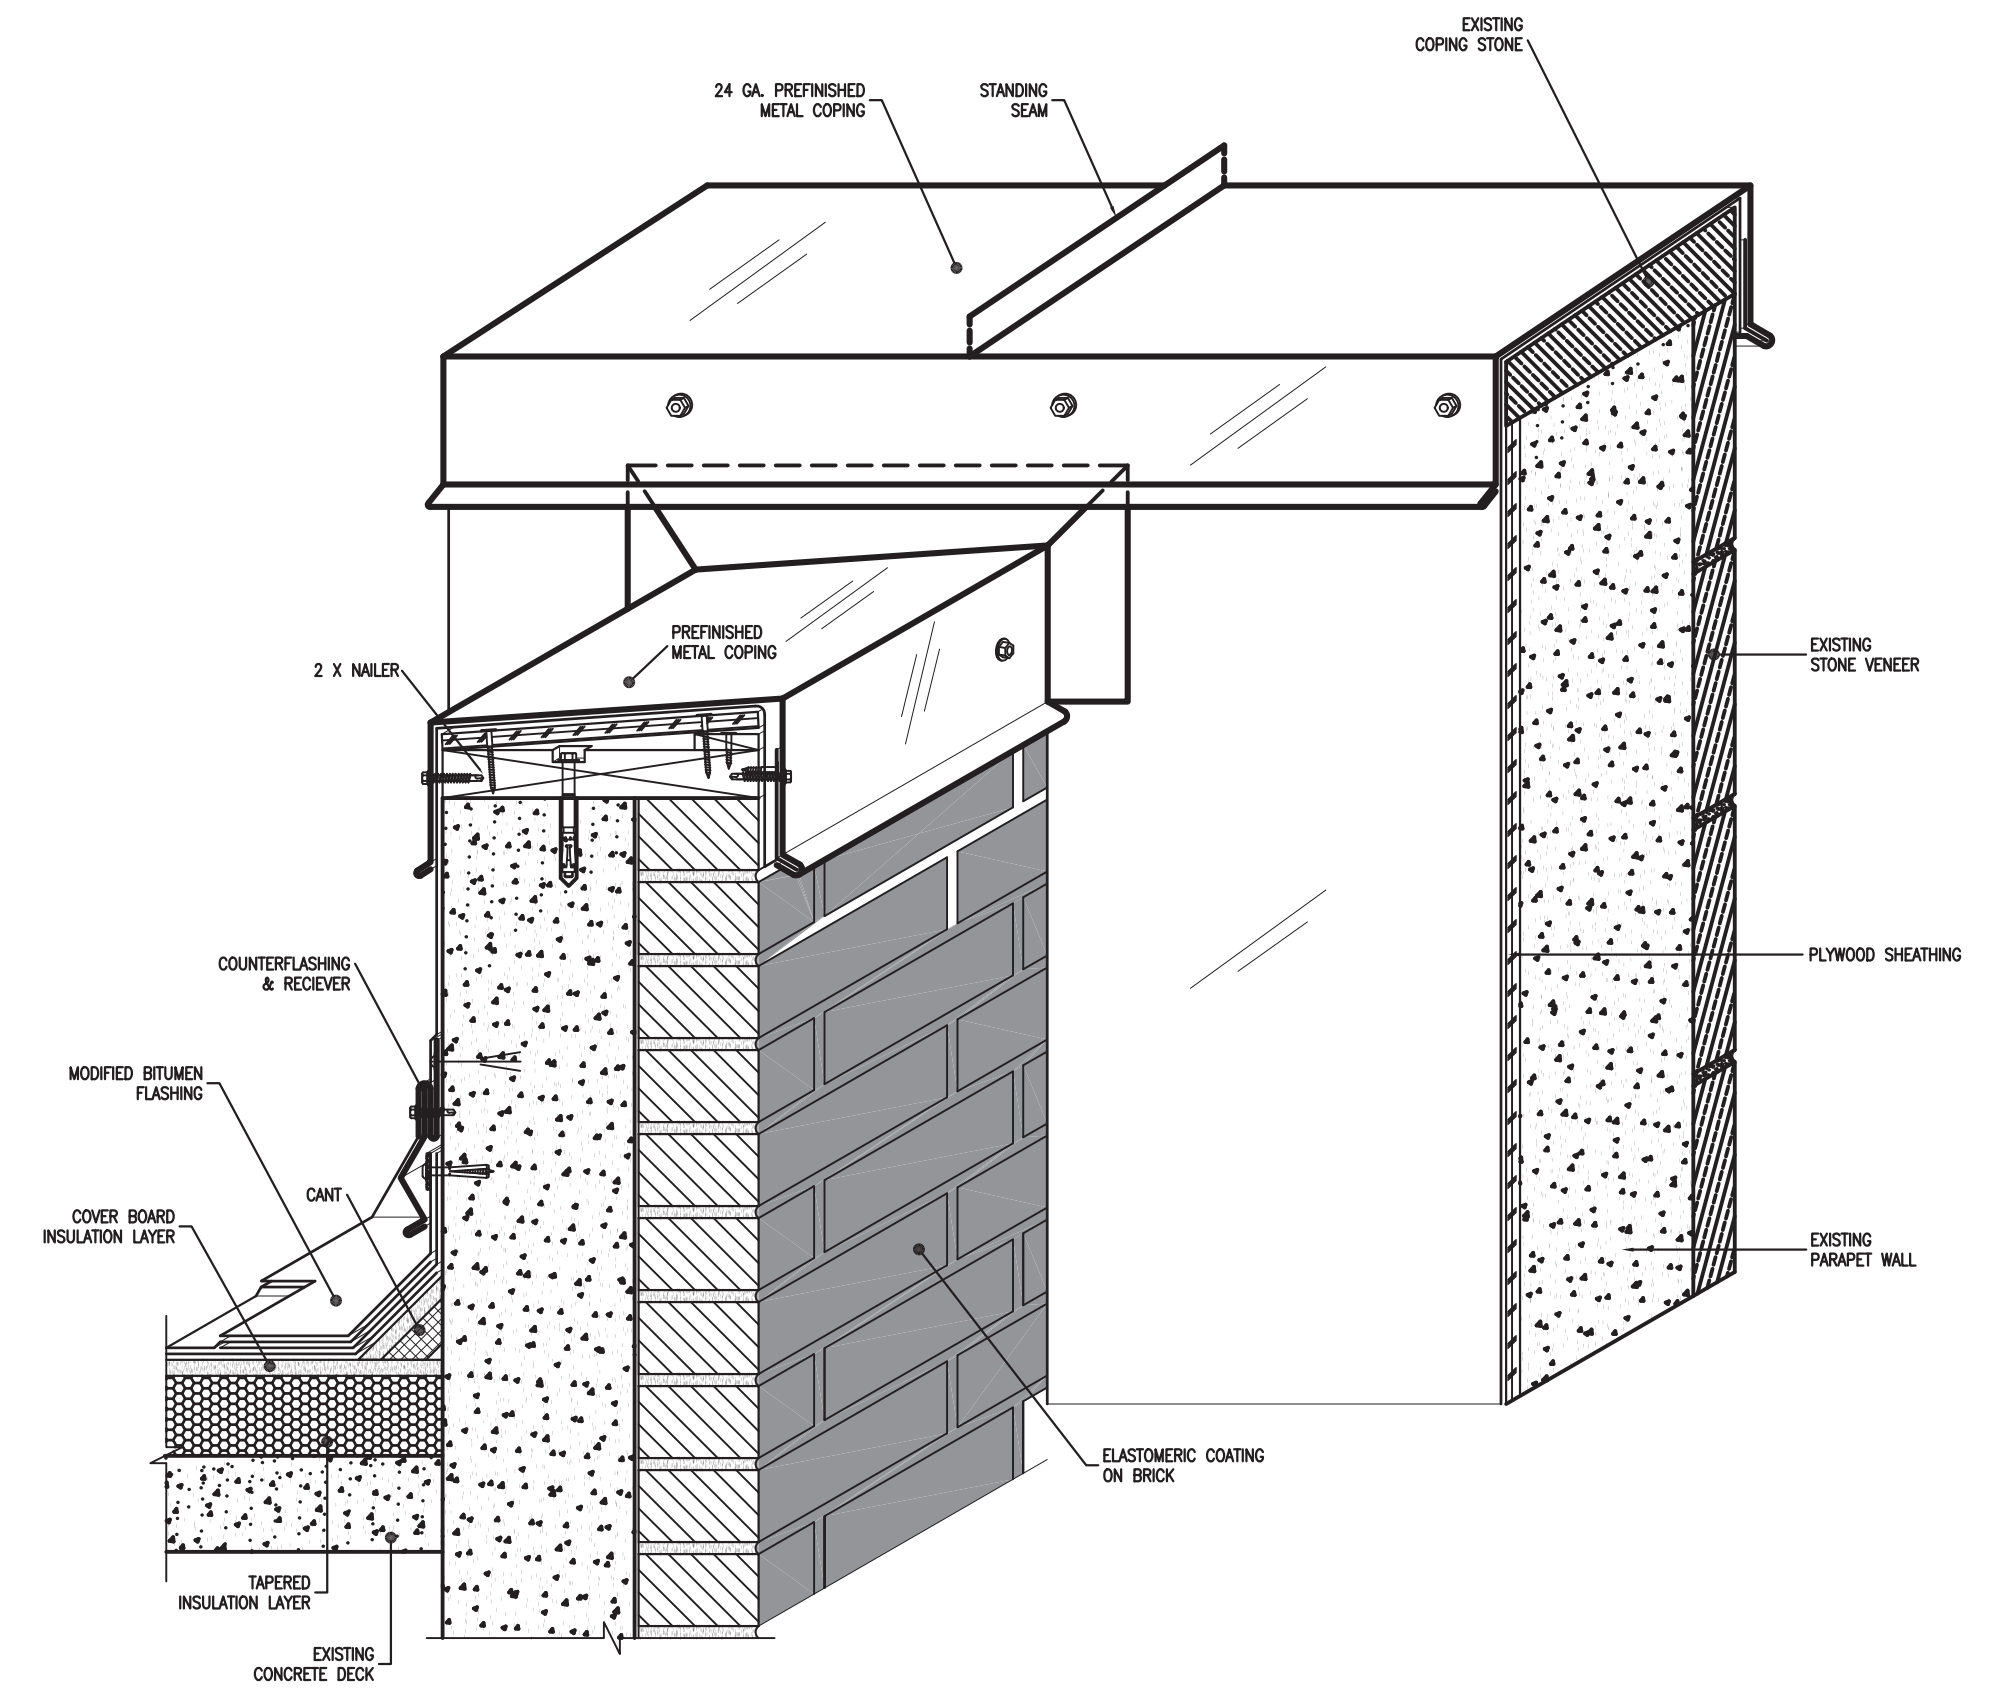 EXISTING
COPING STONE
24 GA. PREFINISHED
METAL COPING
STANDING
SEAM
PREFINISHED
METAL COPING
2 X NAILER
EXISTING
STONE VENEER
COUNTERFLASHING
& RECIEVER
PLYWOOD SHEATHING
MODIFIED BITUMEN
FLASHING
CANT
COVER BOARD
INSULATION LAYER
EXISTING
PARAPET WALL
ELASTOMERIC COATING
ON BRICK
TAPERED
INSULATION LAYER
EXISTING
CONCRETE DECK